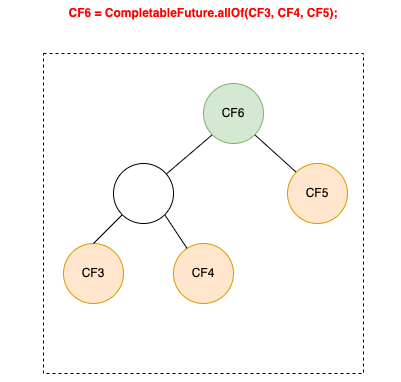 CF6 = CompletableFuture.allOf(CF3, CF4, CF5);
CF6
CF5
CF3
CF4